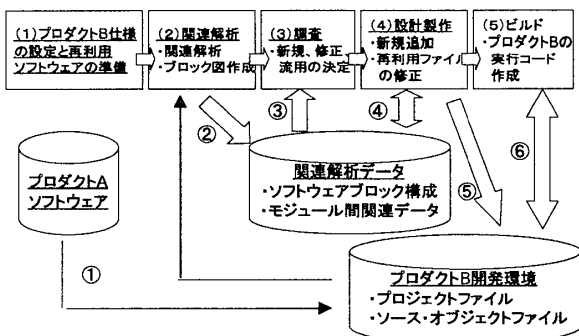 (1)プロダクトB仕様
の設定と再利用
ソフトウェアの準備
(2)関連解析
・関連解析
・ブロック図作成
(3)調査
・新規、修正
流用の決定
(4)設計製作
・新規追加
・再利用ファイル
の修正
(5)ビルド
・プロダクトBの
実行コード
作成
②
③
④
⑤
⑥
プロダクトA
ソフトウェア
関連解析データ
・ソフトウェアブロック構成
・モジュール間関連データ
①
プロダクトB開発環境
・プロジェクトファイル
・ソース・オブジェクトファイル